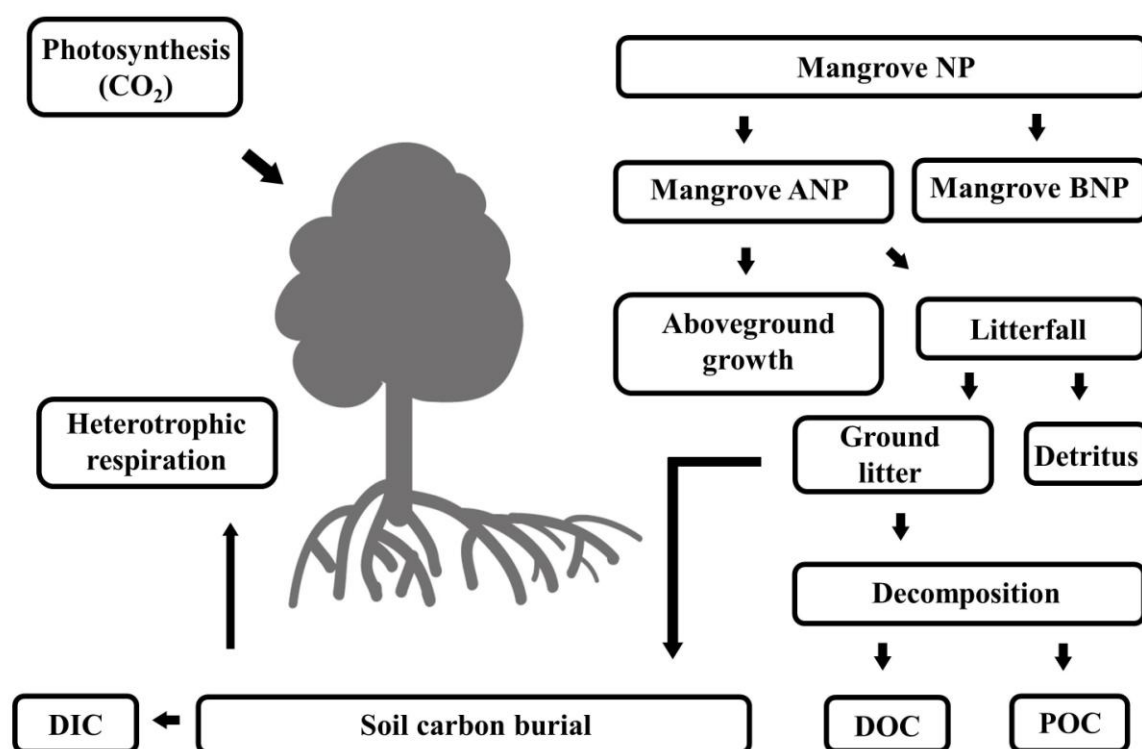 Photosynthesis
(CO₂)
Mangrove NP
Mangrove ANP
Mangrove BNP
Aboveground
growth
Litterfall
Heterotrophic
respiration
Ground
litter
Detritus
Decomposition
DIC
Soil carbon burial
DOC
POC